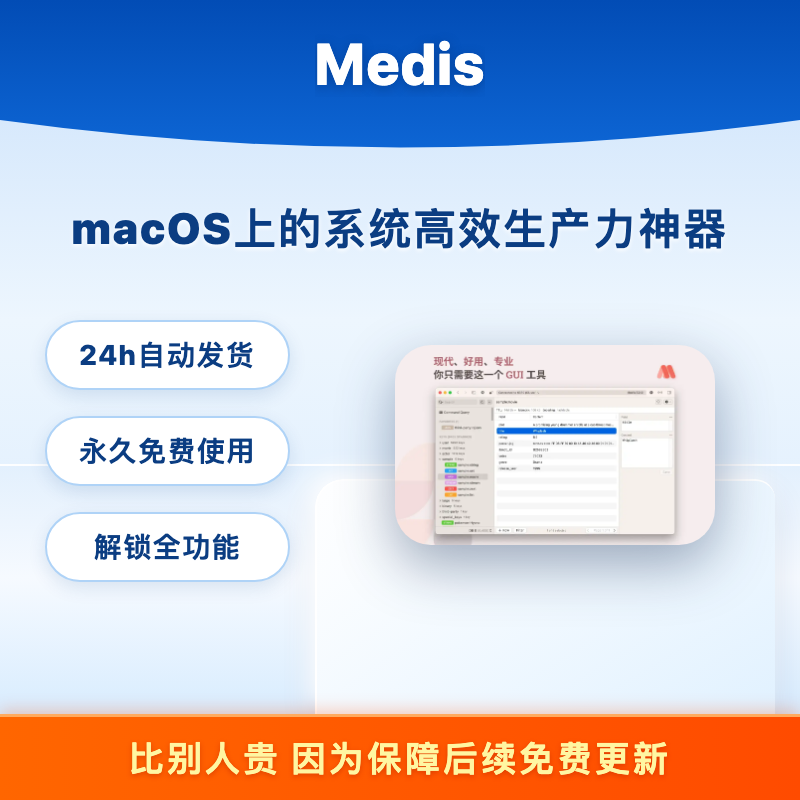 Medis
macOS上的系统高效生产力神器
24h自动发货
永久免费使用
解锁全功能
现代、好用、专业
你只需要这一个 GUI 工具
比别人贵 因为保障后续免费更新